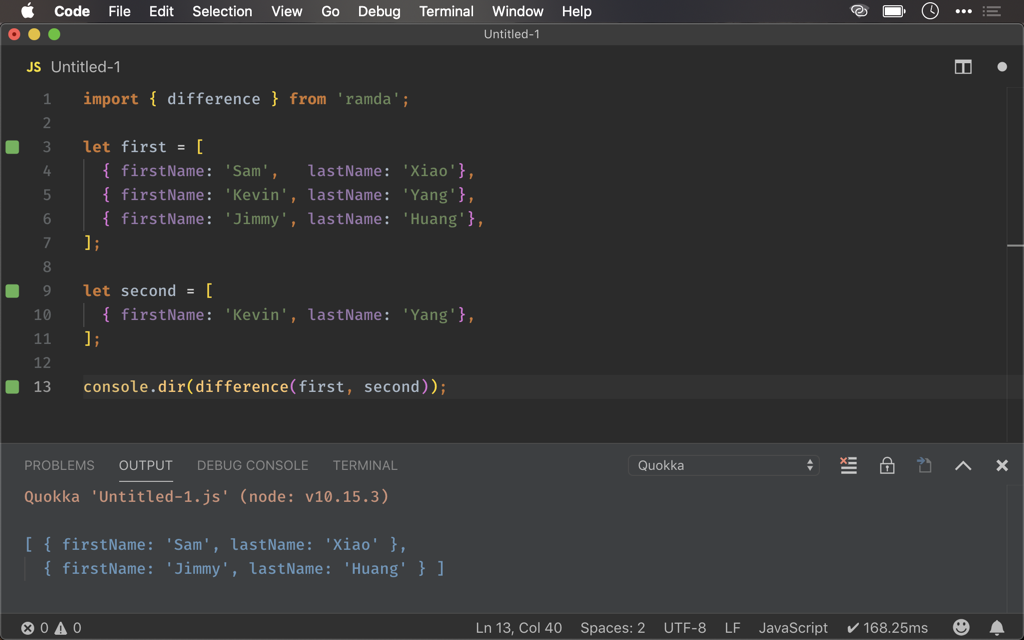 Code File Edit Selection View Go Debug Terminal Window Help
Untitled-1
JS Untitled-1
1 import { difference } from 'ramda';
2
3 let first = [
4 { firstName: 'Sam',   lastName: 'Xiao'},
5 { firstName: 'Kevin', lastName: 'Yang'},
6 { firstName: 'Jimmy', lastName: 'Huang'},
7 ];
8
9 let second = [
10 { firstName: 'Kevin', lastName: 'Yang'},
11 ];
12
13 console.dir(difference(first, second));
PROBLEMS OUTPUT DEBUG CONSOLE TERMINAL Quokka
Quokka 'Untitled-1.js' (node: v10.15.3)
[ { firstName: 'Sam', lastName: 'Xiao' },
{ firstName: 'Jimmy', lastName: 'Huang' } ]
0 0 Ln 13, Col 40 Spaces: 2 UTF-8 LF JavaScript ✔ 168.25ms